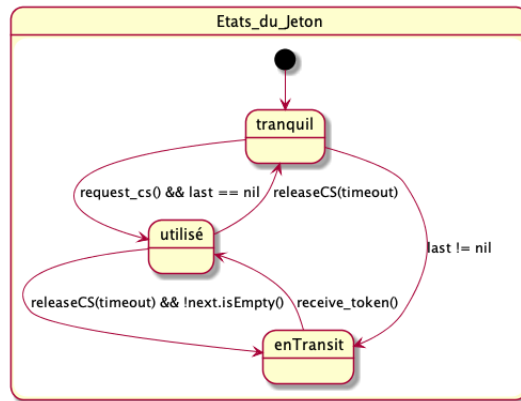 Etats_du_Jeton
tranquil
request_cs() && last == nil
releaseCS(timeout)
utilisé
last != nil
releaseCS(timeout) && !next.isEmpty()
receive_token()
enTransit